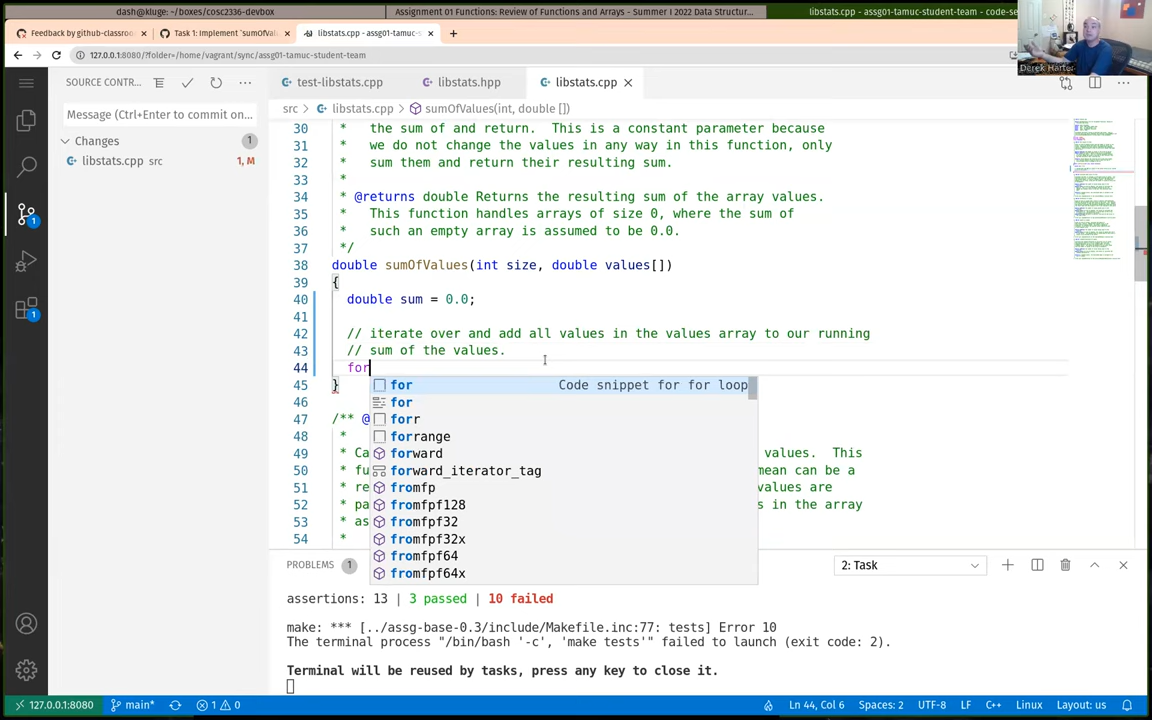 dash@kluge: ~/boxes/cosc2336-devbox
Assignment 01 Functions: Review of Functions and Arrays - Summer I 2022 Data Structur...
libstats.cpp - assg01-tamuc-student-team - code-se
Feedback by github-classroo
Task 1: Implement `sumOfVal
libstats.cpp - assg01-tamuc-s
127.0.0.1:8080/?folder=/home/vagrant/sync/assg01-tamuc-student-team
Derek Harter
SOURCE CONTR...
test-libstats.cpp
libstats.hpp
libstats.cpp
src > libstats.cpp > sumOfValues(int, double [])
Message (Ctrl+Enter to commit on...
Changes 1
libstats.cpp src 1, M
1
1
30 * the sum of and return. This is a constant parameter because
31 * we do not change the values in any way in this function, only
32 * sum them and return their resulting sum.
33 *
34 * @returns double Returns the resulting sum of the array values.
35 * This function handles arrays of size 0, where the sum of
36 * such an empty array is assumed to be 0.0.
37 */
38 double sumOfValues(int size, double values[])
39 {
40 double sum = 0.0;
41
42 // iterate over and add all values in the values array to our running
43 // sum of the values.
44 for
45 }
46
47 /** @
48 *
49 * Ca values. This
50 * fu mean can be a
51 * re values are
52 * pa s in the array
53 * as
54 *
for Code snippet for for loop
for
forr
forrange
forward
forward_iterator_tag
fromfp
fromfpf128
fromfpf32
fromfpf32x
fromfpf64
fromfpf64x
PROBLEMS 1
2: Task
assertions: 13 | 3 passed | 10 failed
make: *** [../assg-base-0.3/include/Makefile.inc:77: tests] Error 10
The terminal process "/bin/bash '-c', 'make tests'" failed to launch (exit code: 2).
Terminal will be reused by tasks, press any key to close it.
127.0.0.1:8080 main* 1 0 Ln 44, Col 6 Spaces: 2 UTF-8 LF C++ Linux Layout: us